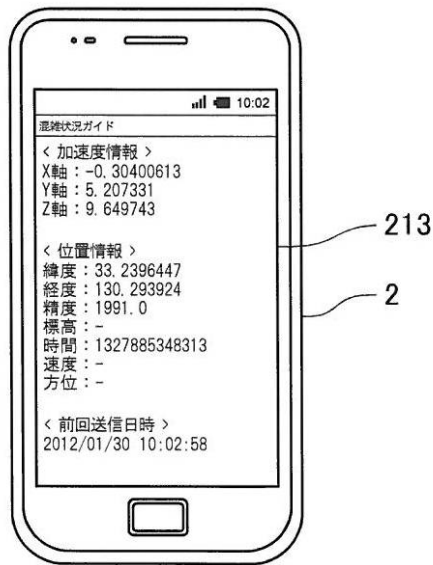 10:02
混雑状況ガイド
< 加速度情報 >
X軸：-0.30400613
Y軸：5.207331
Z軸：9.649743
< 位置情報 >
緯度：33.2396447
経度：130.293924
精度：1991.0
標高：-
時間：1327885348313
速度：-
方位：-
< 前回送信日時 >
2012/01/30 10:02:58
213
2